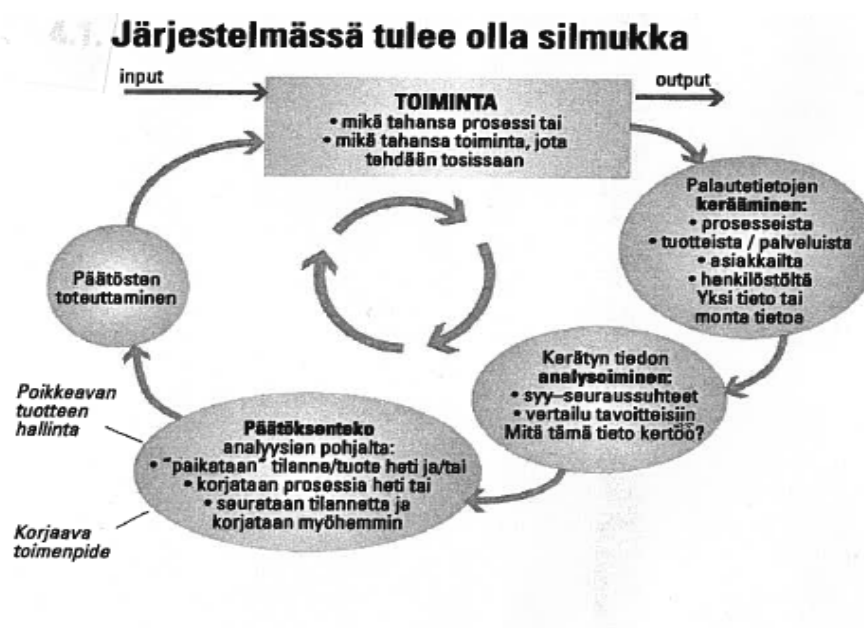 Järjestelmässä tulee olla silmukka
input
output
TOIMINTA
• mikä tahansa prosessi tai
• mikä tahansa toiminta, jota
tehdään tosissaan
Palautetietojen
kerääminen:
• prosesseista
• tuotteista / palveluista
• asiakkailta
• henkilöstöltä
Yksi tieto tai
monta tietoa
Kerätyn tiedon
analysoiminen:
• syy–seuraussuhteet
• vertailu tavoitteisiin
Mitä tämä tieto kertoo?
Päätöksenteko
analyysien pohjalta:
• "paikataan" tilanne/tuote heti ja/tai
• korjataan prosessia heti tai
• seurataan tilannetta ja
korjataan myöhemmin
Päätösten
toteuttaminen
Poikkeavan
tuotteen
hallinta
Korjaava
toimenpide